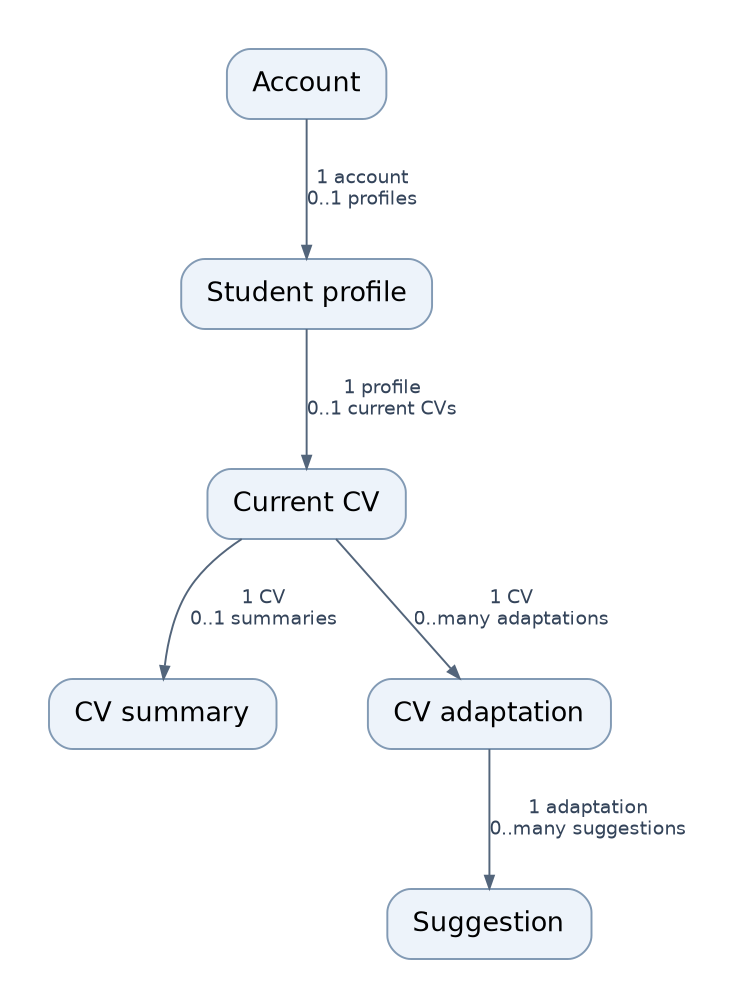 Account
1 account
0..1 profiles
Student profile
1 profile
0..1 current CVs
Current CV
1 CV
0..1 summaries
1 CV
0..many adaptations
CV summary
CV adaptation
1 adaptation
0..many suggestions
Suggestion